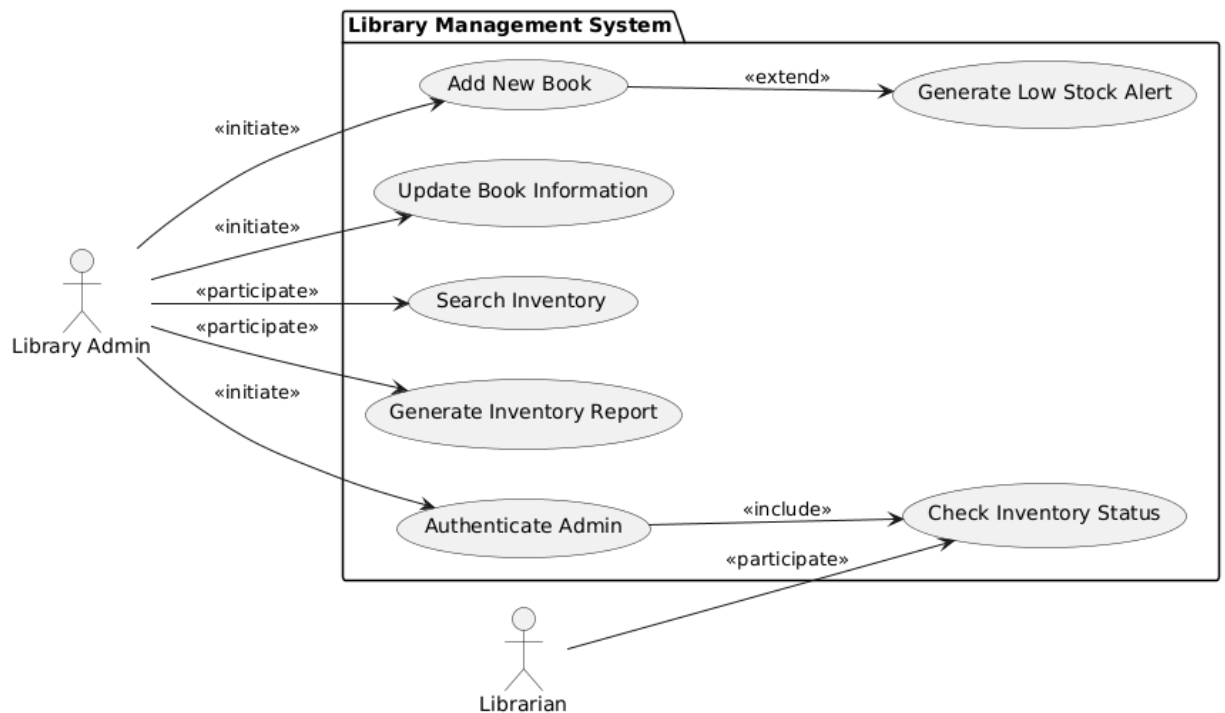 Library Management System
Add New Book
«extend»
Generate Low Stock Alert
«initiate»
Update Book Information
«initiate»
«participate»
Search Inventory
«participate»
Library Admin
«initiate»
Generate Inventory Report
Authenticate Admin
«include»
Check Inventory Status
«participate»
Librarian